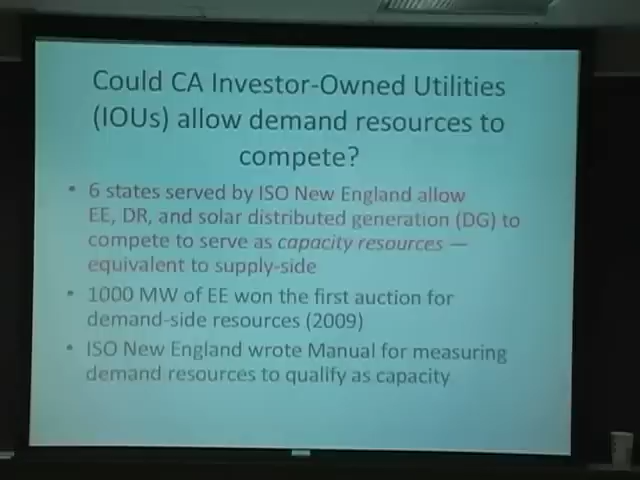 Could CA Investor-Owned Utilities
(IOUs) allow demand resources to
compete?
• 6 states served by ISO New England allow
EE, DR, and solar distributed generation (DG) to
compete to serve as capacity resources —
equivalent to supply-side
• 1000 MW of EE won the first auction for
demand-side resources (2009)
• ISO New England wrote Manual for measuring
demand resources to qualify as capacity